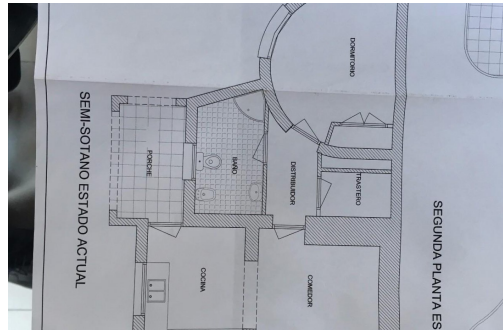 SEMI-SOTANO ESTADO ACTUAL
PORCHE
BAÑO
DORMITORIO
DISTRIBUIDOR
TRASTERO
COCINA
COMEDOR
SEGUNDA PLANTA ES